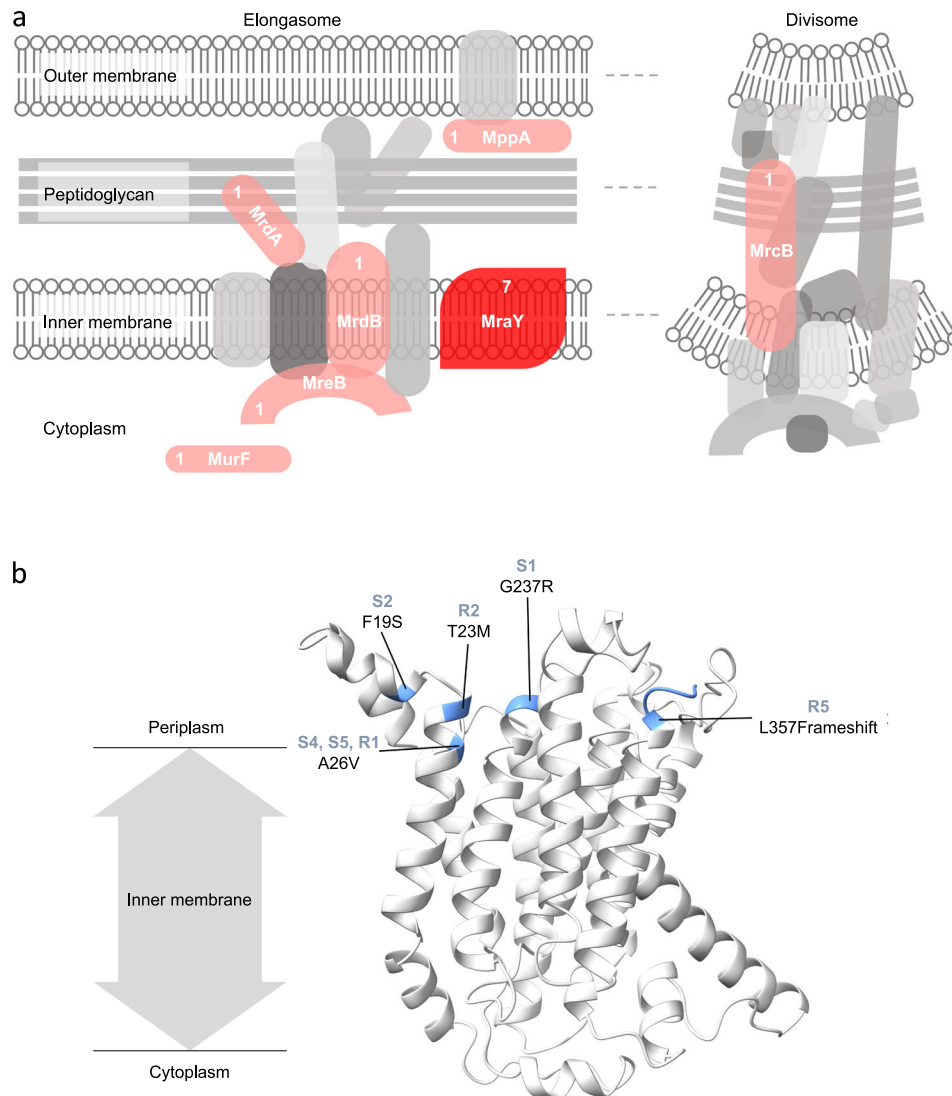 a
Elongasome
Divisome
Outer membrane
1 MppA
Peptidoglycan
1
MrdA
1
MrcB
1
MrdB
7
MraY
Inner membrane
MreB
1
Cytoplasm
1 MurF
b
S1
G237R
S2
F19S
R2
T23M
R5
L357Frameshift
Periplasm
S4, S5, R1
A26V
Inner membrane
Cytoplasm